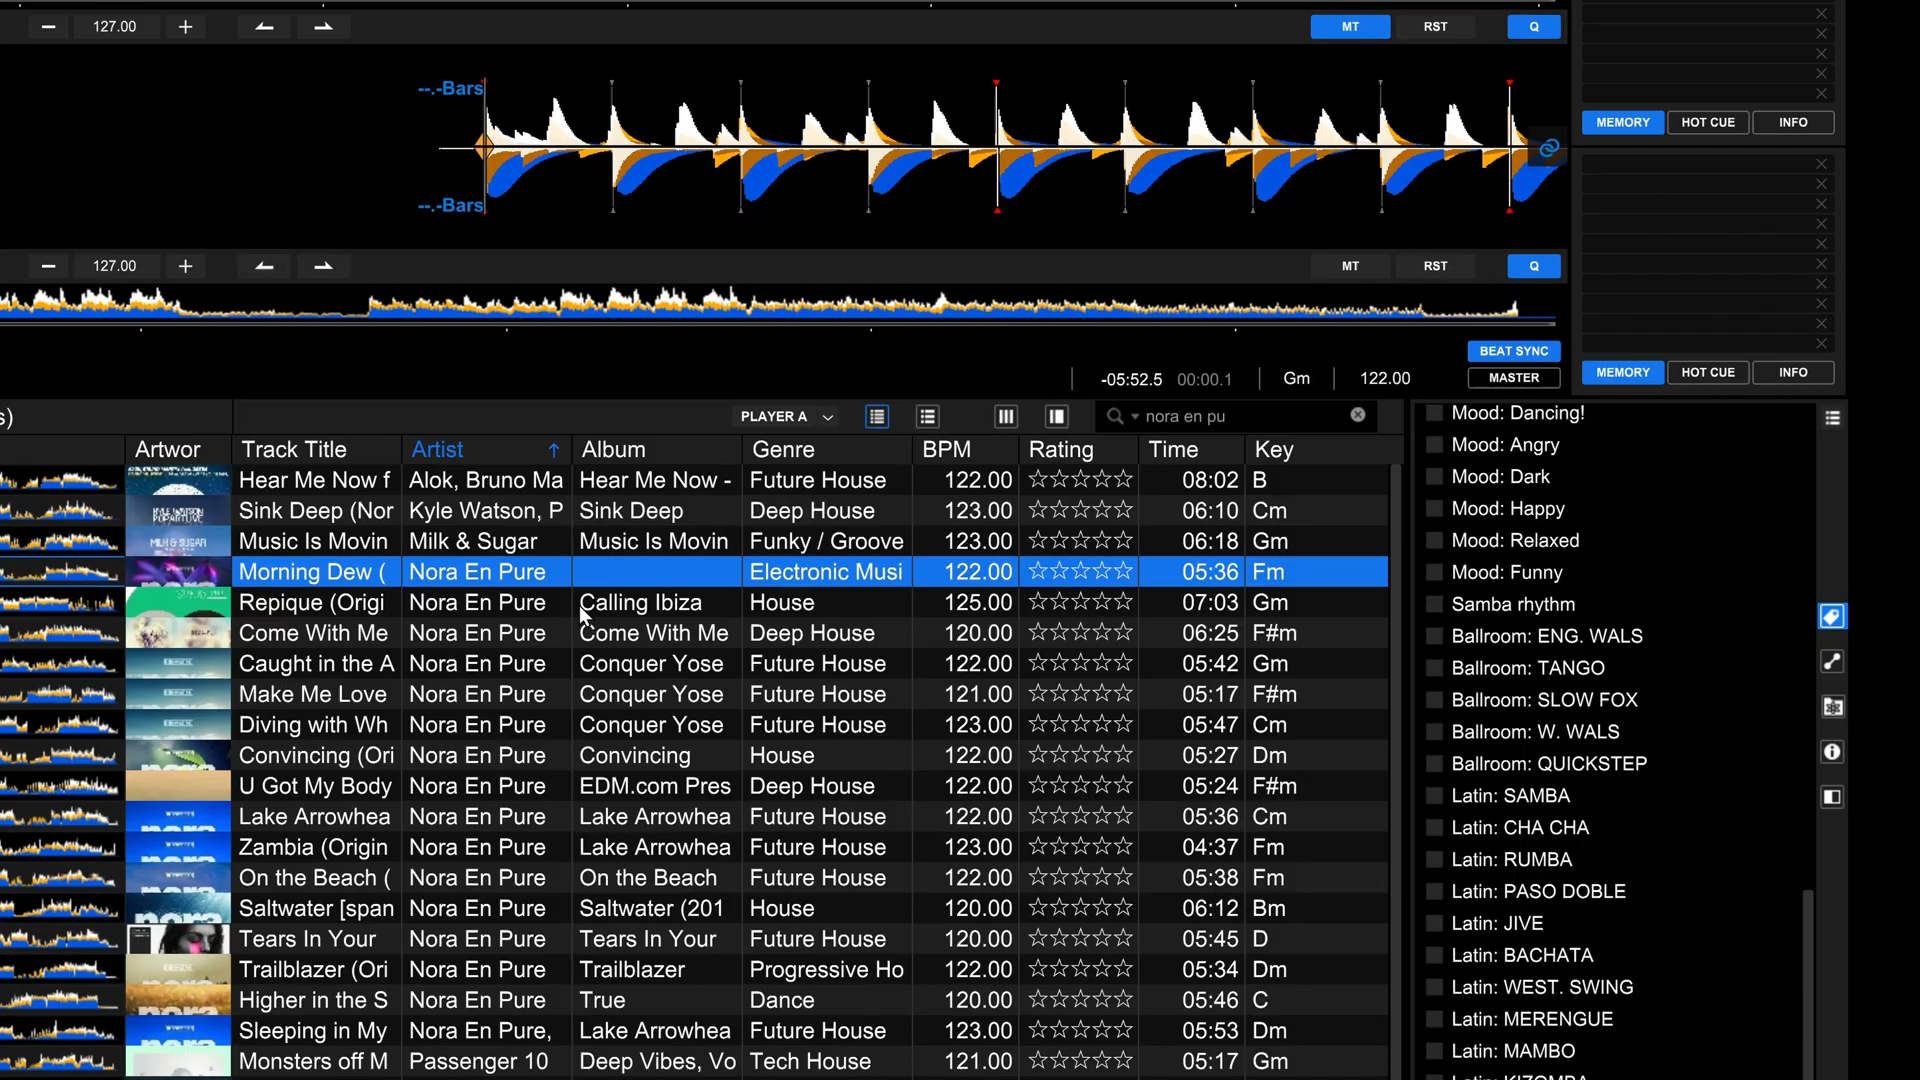 127.00 MT RST Q
--.-Bars
--.-Bars
MEMORY HOT CUE INFO
127.00 MT RST Q
BEAT SYNC
-05:52.5 00:00.1 Gm 122.00 MASTER
MEMORY HOT CUE INFO
s) PLAYER A nora en pu
Artwor Track Title Artist Album Genre BPM Rating Time Key
Hear Me Now f Alok, Bruno Ma Hear Me Now - Future House 122.00 08:02 B
Sink Deep (Nor Kyle Watson, P Sink Deep Deep House 123.00 06:10 Cm
Music Is Movin Milk & Sugar Music Is Movin Funky / Groove 123.00 06:18 Gm
Morning Dew ( Nora En Pure Electronic Musi 122.00 05:36 Fm
Repique (Origi Nora En Pure Calling Ibiza House 125.00 07:03 Gm
Come With Me Nora En Pure Come With Me Deep House 120.00 06:25 F#m
Caught in the A Nora En Pure Conquer Yose Future House 122.00 05:42 Gm
Make Me Love Nora En Pure Conquer Yose Future House 121.00 05:17 F#m
Diving with Wh Nora En Pure Conquer Yose Future House 123.00 05:47 Cm
Convincing (Ori Nora En Pure Convincing House 122.00 05:27 Dm
U Got My Body Nora En Pure EDM.com Pres Deep House 122.00 05:24 F#m
Lake Arrowhea Nora En Pure Lake Arrowhea Future House 122.00 05:36 Cm
Zambia (Origin Nora En Pure Lake Arrowhea Future House 123.00 04:37 Fm
On the Beach ( Nora En Pure On the Beach Future House 122.00 05:38 Fm
Saltwater [span Nora En Pure Saltwater (201 House 120.00 06:12 Bm
Tears In Your Nora En Pure Tears In Your Future House 120.00 05:45 D
Trailblazer (Ori Nora En Pure Trailblazer Progressive Ho 122.00 05:34 Dm
Higher in the S Nora En Pure True Dance 120.00 05:46 C
Sleeping in My Nora En Pure, Lake Arrowhea Future House 123.00 05:53 Dm
Monsters off M Passenger 10 Deep Vibes, Vo Tech House 121.00 05:17 Gm
Mood: Dancing!
Mood: Angry
Mood: Dark
Mood: Happy
Mood: Relaxed
Mood: Funny
Samba rhythm
Ballroom: ENG. WALS
Ballroom: TANGO
Ballroom: SLOW FOX
Ballroom: W. WALS
Ballroom: QUICKSTEP
Latin: SAMBA
Latin: CHA CHA
Latin: RUMBA
Latin: PASO DOBLE
Latin: JIVE
Latin: BACHATA
Latin: WEST. SWING
Latin: MERENGUE
Latin: MAMBO
Latin: KIZOMBA